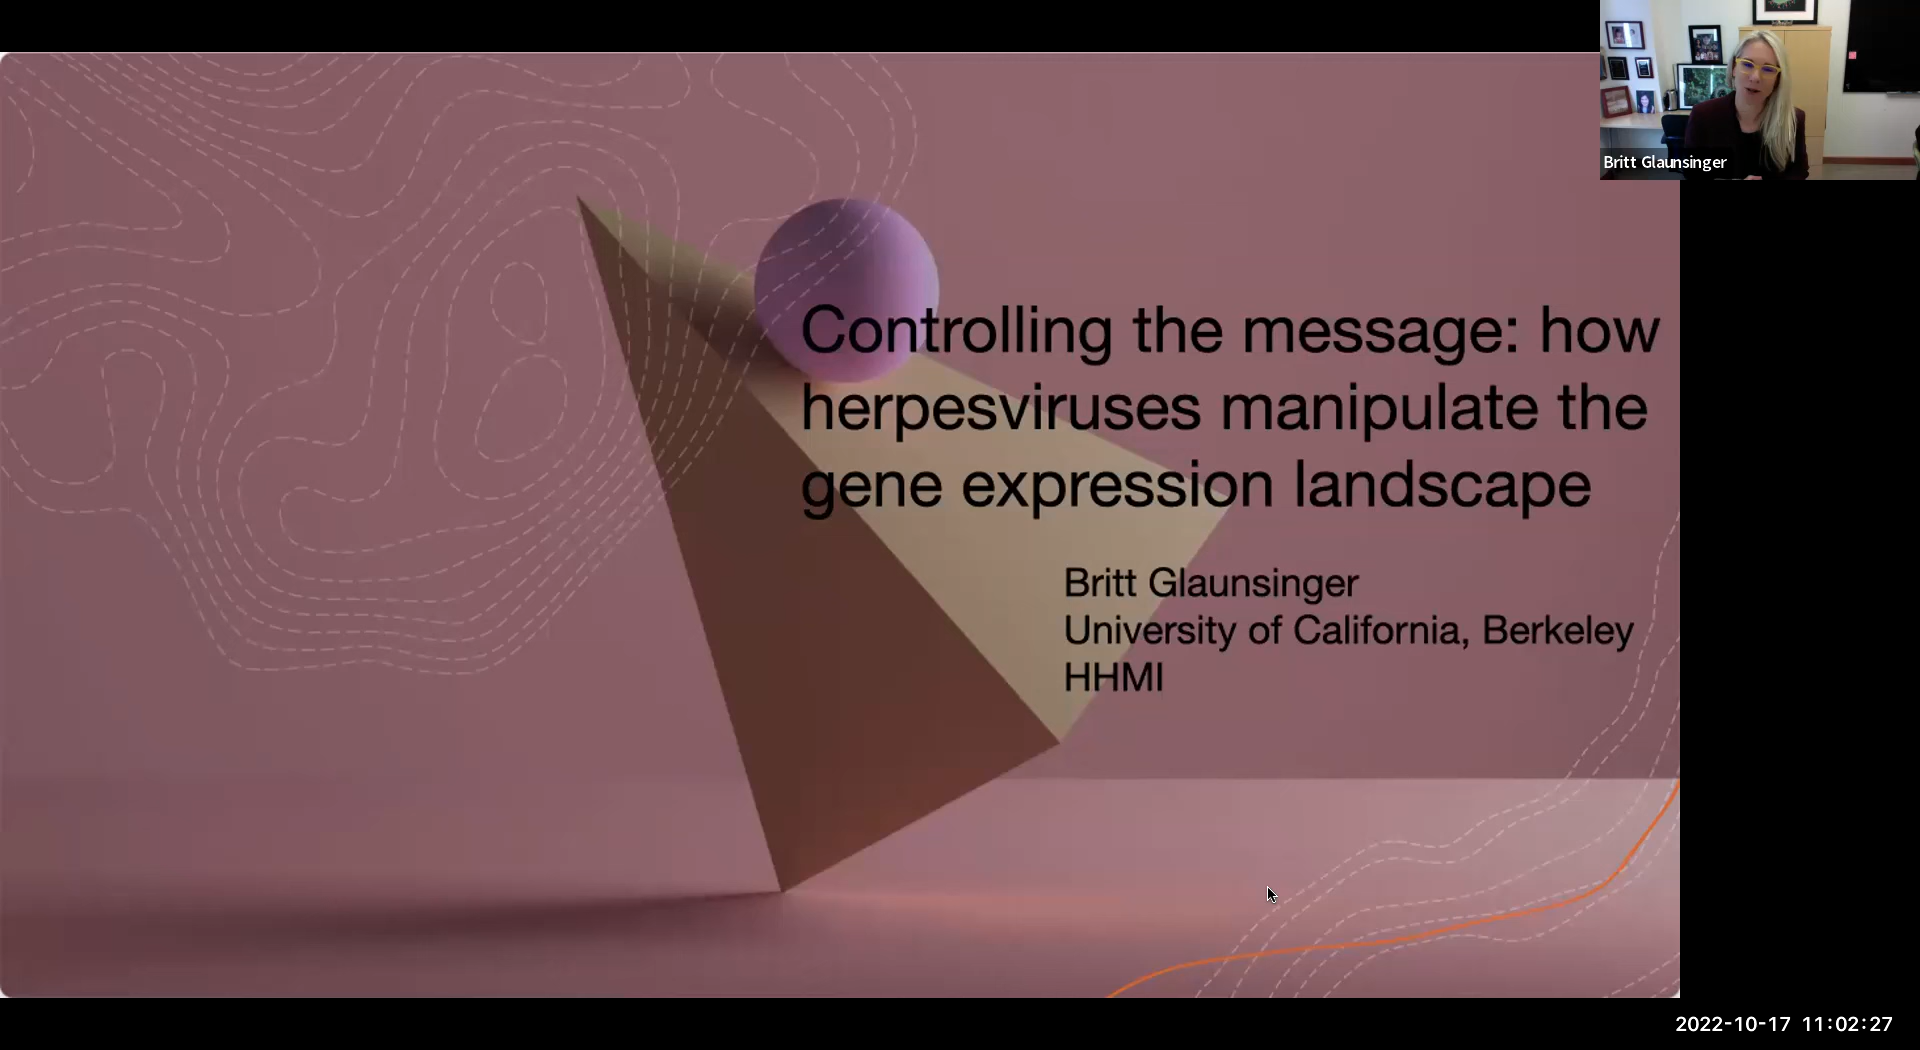 Britt Glaunsinger
Controlling the message: how
herpesviruses manipulate the
gene expression landscape
Britt Glaunsinger
University of California, Berkeley
HHMI
2022-10-17 11:02:27